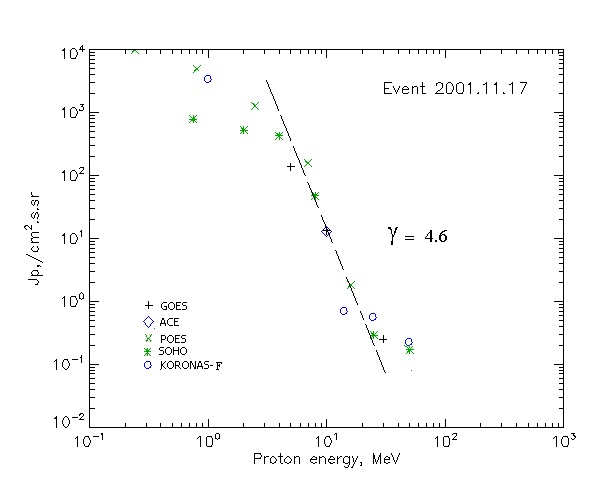 Event 2001.11.17
10^4
10^3
10^2
10^1
10^0
10^-1
10^-2
Jp,/cm^2.s.sr
γ = 4.6
+ GOES
◇ ACE
× POES
* SOHO
○ KORONAS-F
10^-1 10^0 10^1 10^2 10^3
Proton energy, MeV